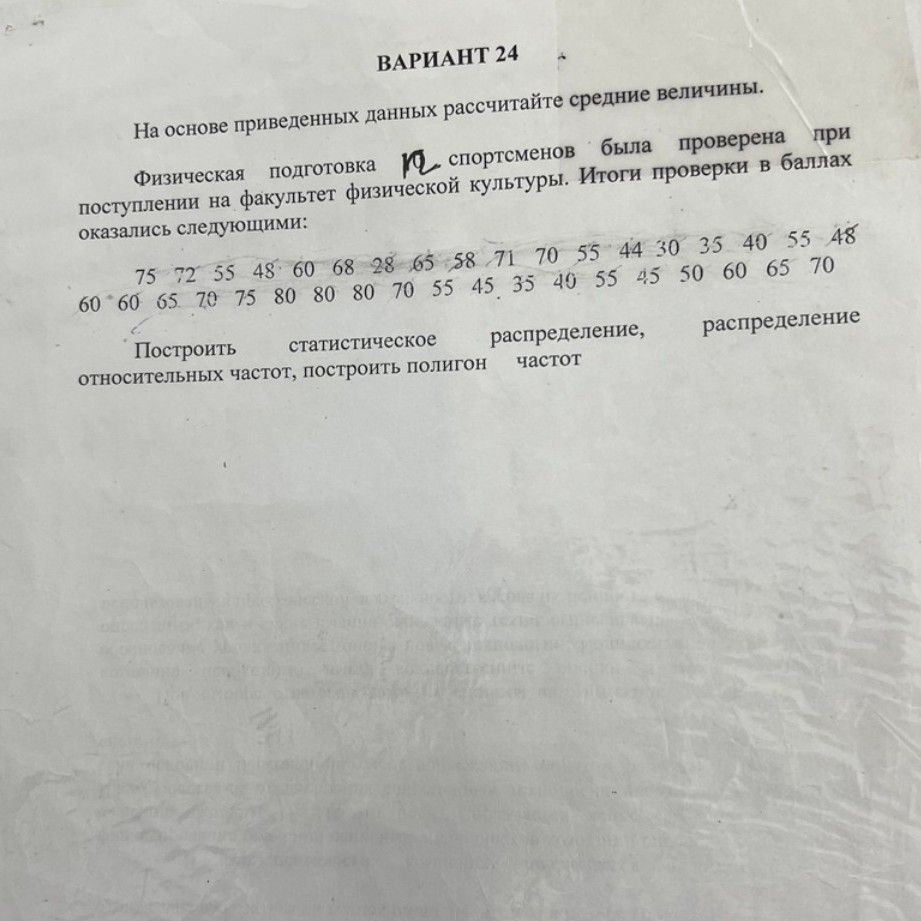 ВАРИАНТ 24
На основе приведенных данных рассчитайте средние величины.
Физическая подготовка n спортсменов была проверена при
поступлении на факультет физической культуры. Итоги проверки в баллах
оказались следующими:
75 72 55 48 60 68 28 65 58 71 70 55 44 30 35 40 55 48
60 60 65 70 75 80 80 80 70 55 45 35 40 55 45 50 60 65 70
Построить статистическое распределение, распределение
относительных частот, построить полигон частот